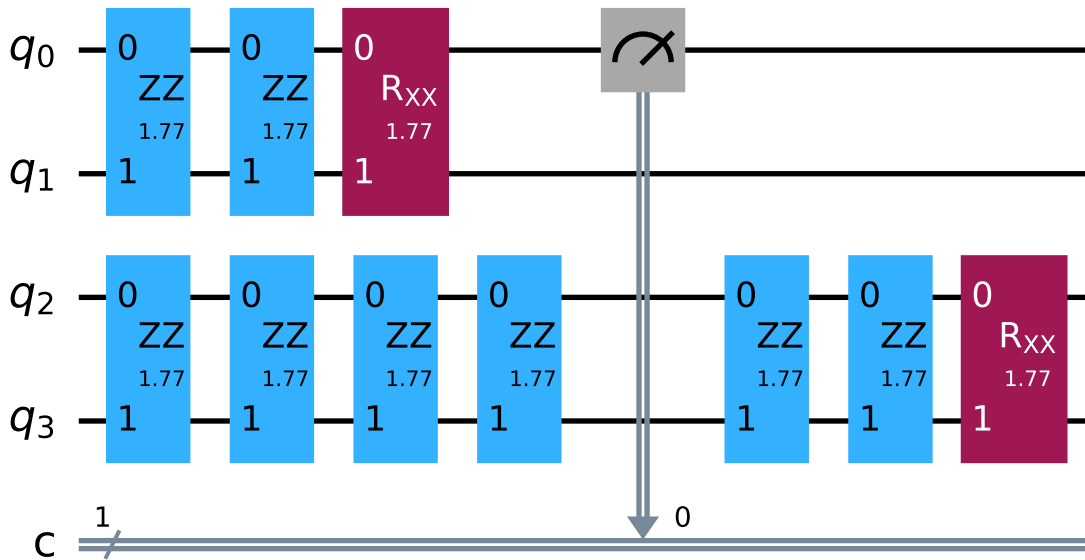 q0 0 0 0
ZZ ZZ RXX
1.77 1.77 1.77
q1 1 1 1
q2 0 0 0 0 0 0 0
ZZ ZZ ZZ ZZ ZZ ZZ RXX
1.77 1.77 1.77 1.77 1.77 1.77 1.77
q3 1 1 1 1 1 1 1
1 0
c